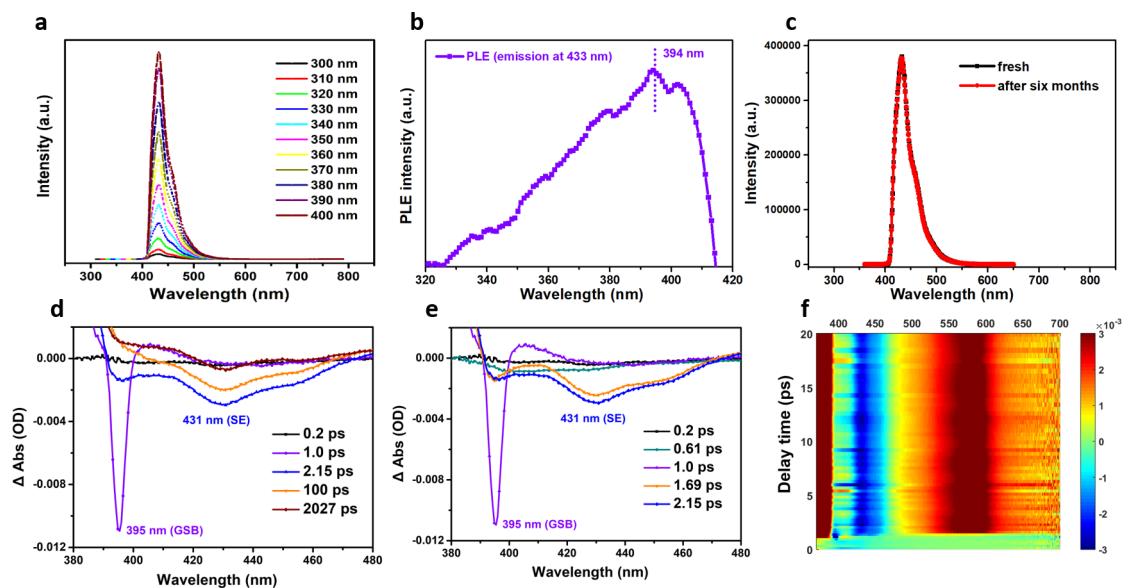 a
Intensity (a.u.)
300 nm
310 nm
320 nm
330 nm
340 nm
350 nm
360 nm
370 nm
380 nm
390 nm
400 nm
300 400 500 600 700 800
Wavelength (nm)
b
PLE intensity
PLE (emission at 433 nm)
394 nm
320 340 360 380 400 420
Wavelength (nm)
c
Intensity (a.u.)
400000
300000
200000
100000
0
fresh
after six months
300 400 500 600 700 800
Wavelength (nm)
d
Δ Abs (OD)
0.000
-0.004
-0.008
-0.012
431 nm (SE)
0.2 ps
1.0 ps
2.15 ps
100 ps
2027 ps
395 nm (GSB)
380 400 420 440 460 480
Wavelength (nm)
e
Δ Abs (OD)
0.000
-0.004
-0.008
-0.012
431 nm (SE)
0.2 ps
0.61 ps
1.0 ps
1.69 ps
2.15 ps
395 nm (GSB)
380 400 420 440 460 480
Wavelength (nm)
f
400 450 500 550 600 700
×10⁻³
Delay time (ps)
20
15
10
5
0
3
2
1
0
-1
-2
-3